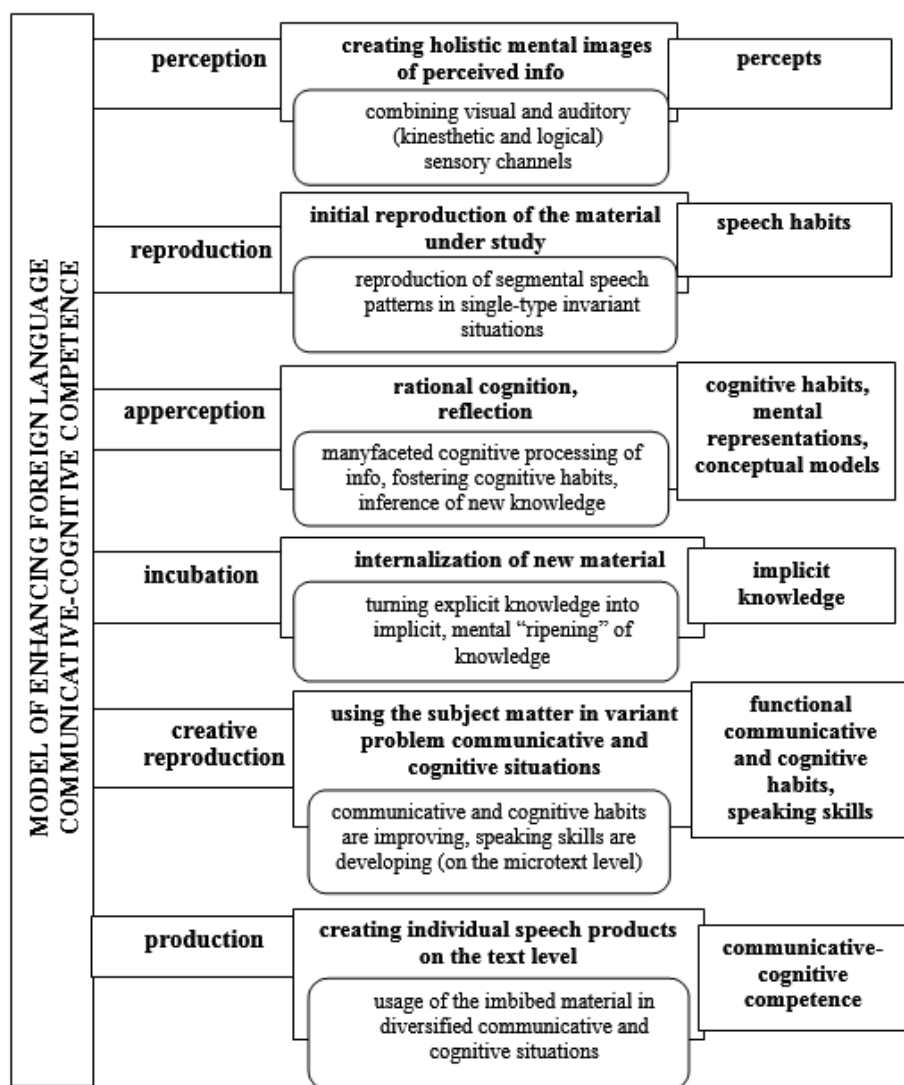 MODEL OF ENHANCING FOREIGN LANGUAGE
COMMUNICATIVE-COGNITIVE COMPETENCE
perception
creating holistic mental images
of perceived info
combining visual and auditory
(kinesthetic and logical)
sensory channels
percepts
reproduction
initial reproduction of the material
under study
reproduction of segmental speech
patterns in single-type invariant
situations
speech habits
apperception
rational cognition,
reflection
manyfaceted cognitive processing of
info, fostering cognitive habits,
inference of new knowledge
cognitive habits,
mental
representations,
conceptual models
incubation
internalization of new material
turning explicit knowledge into
implicit, mental “ripening” of
knowledge
implicit
knowledge
creative
reproduction
using the subject matter in variant
problem communicative and
cognitive situations
communicative and cognitive habits
are improving, speaking skills are
developing (on the microtext level)
functional
communicative
and cognitive
habits,
speaking skills
production
creating individual speech products
on the text level
usage of the imbibed material in
diversified communicative and
cognitive situations
communicative-
cognitive
competence